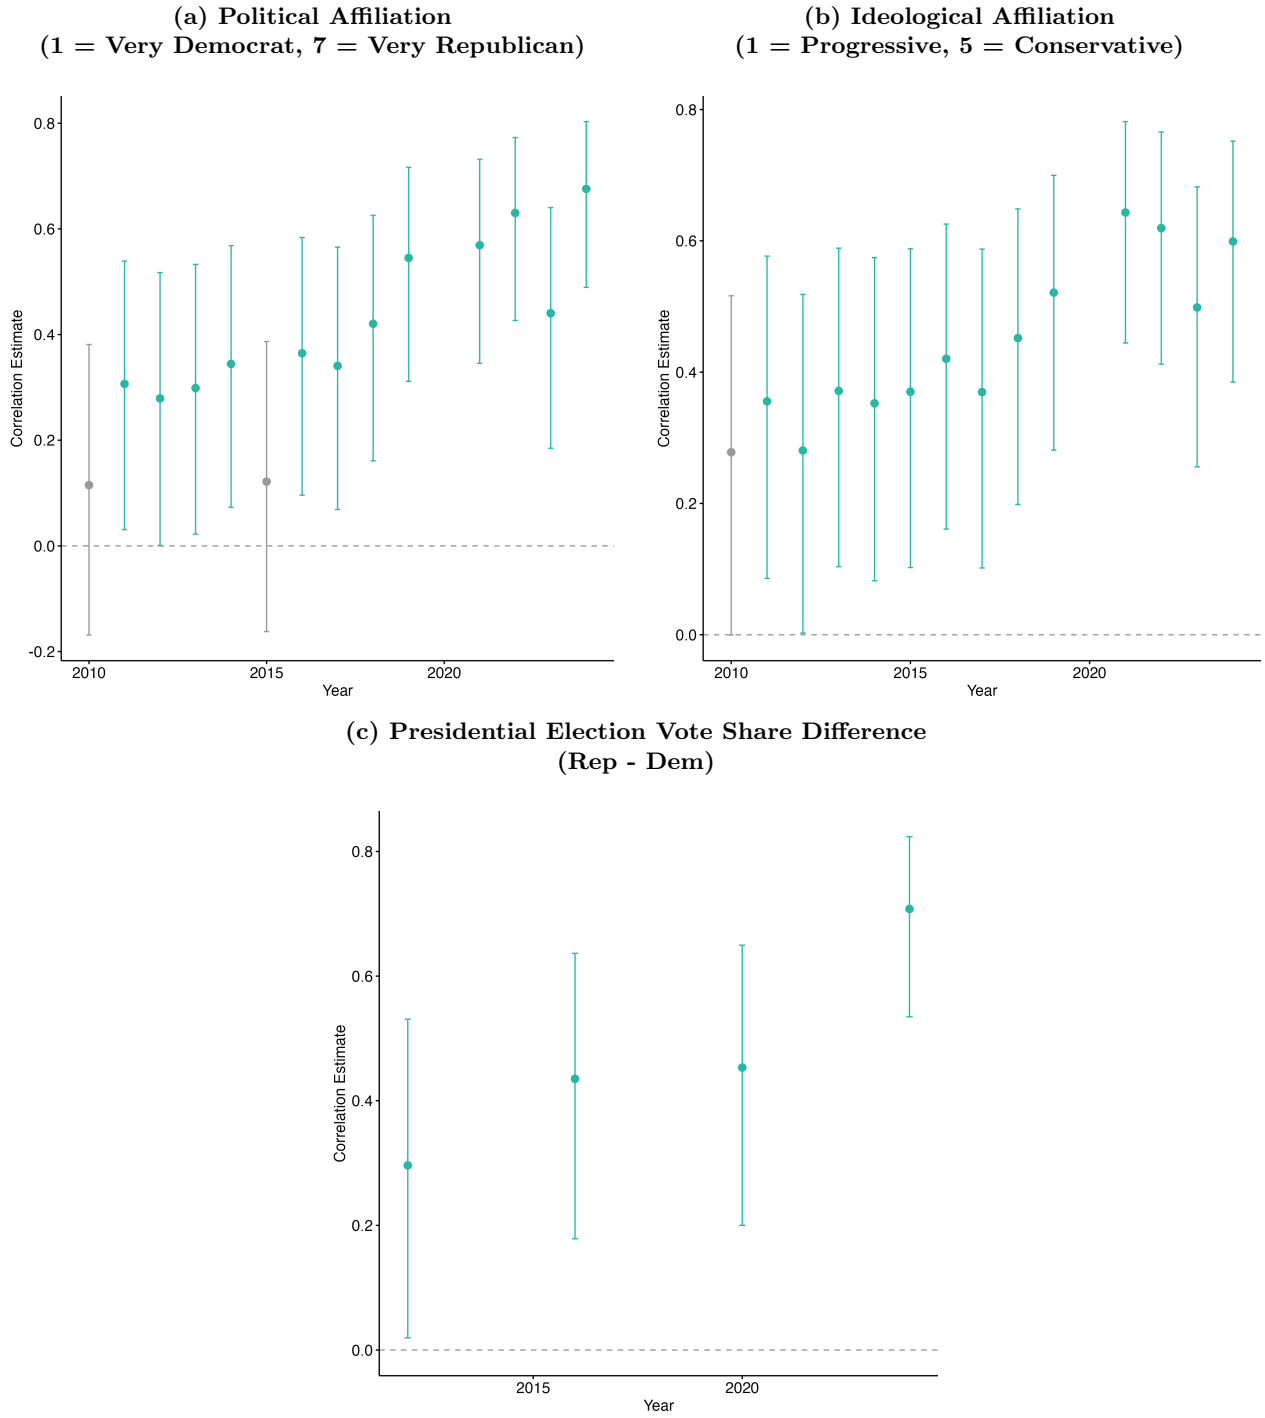 (a) Political Affiliation
(1 = Very Democrat, 7 = Very Republican)
0.8
0.6
0.4
0.2
0.0
-0.2
Correlation Estimate
2010
2015
2020
Year
(b) Ideological Affiliation
(1 = Progressive, 5 = Conservative)
0.8
0.6
0.4
0.2
0.0
Correlation Estimate
2010
2015
2020
Year
(c) Presidential Election Vote Share Difference
(Rep - Dem)
0.8
0.6
0.4
0.2
0.0
Correlation Estimate
2015
2020
Year